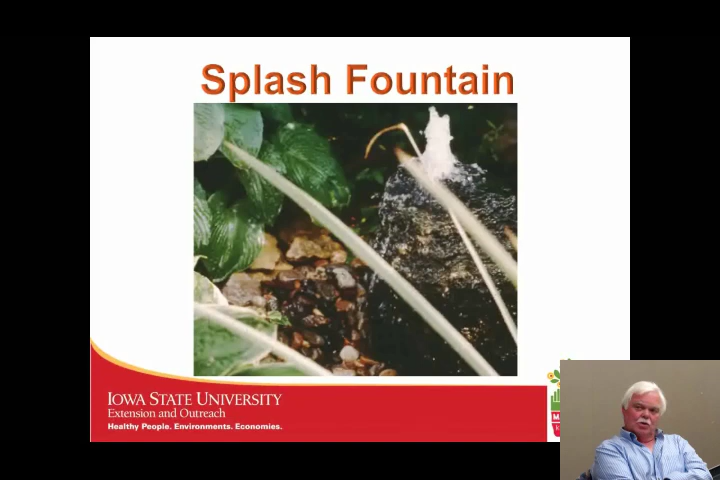 Splash Fountain
IOWA STATE UNIVERSITY
Extension and Outreach
Healthy People. Environments. Economies.